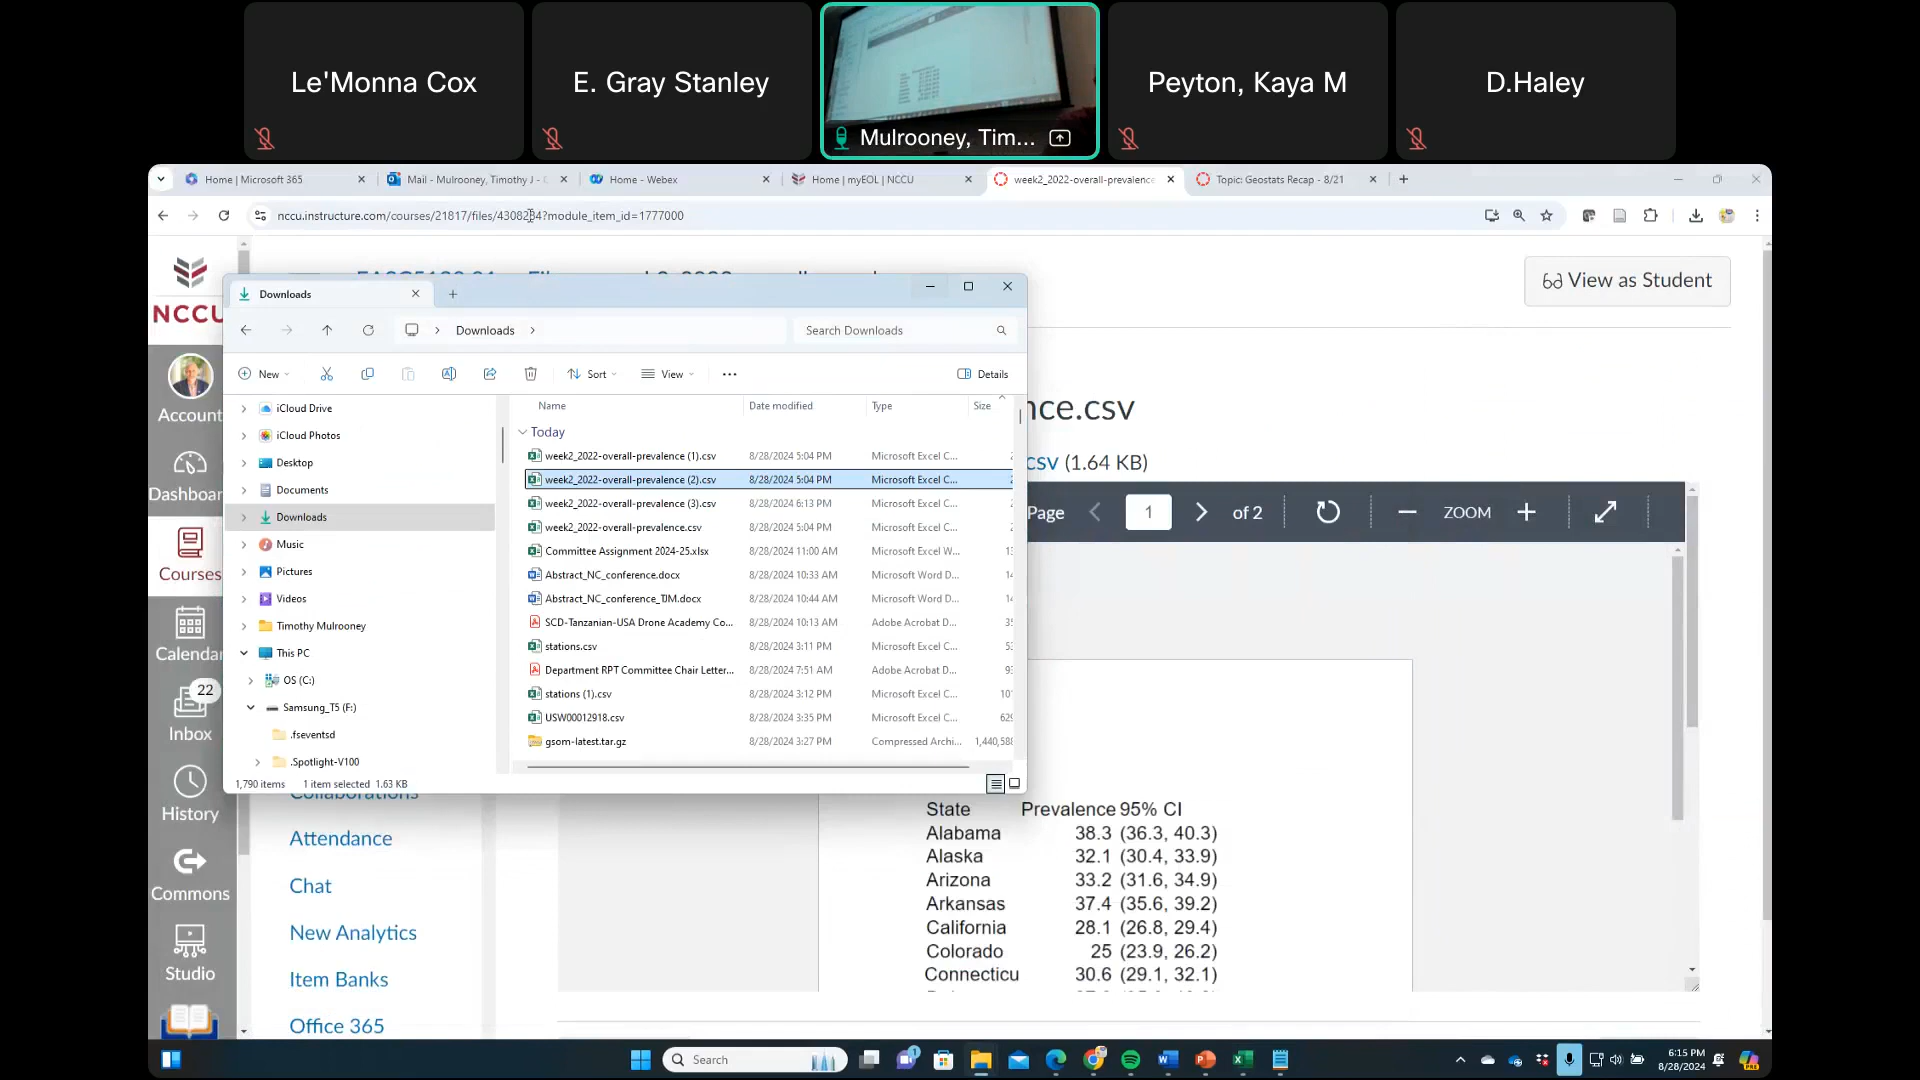 Le'Monna Cox
E. Gray Stanley
Mulrooney, Tim...
Peyton, Kaya M
D.Haley
Home | Microsoft 365
Mail - Mulrooney, Timothy J -
Home - Webex
Home | myEOL | NCCU
week2_2022-overall-prevalence
Topic: Geostats Recap - 8/21
nccu.instructure.com/courses/21817/files/4308284?module_item_id=1777000
View as Student
NCCU
Account
Dashboar
Courses
Calendar
22
Inbox
History
Commons
Studio
Downloads
Downloads
Search Downloads
New
Sort
View
Details
iCloud Drive
iCloud Photos
Desktop
Documents
Downloads
Music
Pictures
Videos
Timothy Mulrooney
This PC
OS (C:)
Samsung_T5 (F:)
.fseventsd
.Spotlight-V100
Name Date modified Type Size
Today
week2_2022-overall-prevalence (1).csv 8/28/2024 5:04 PM Microsoft Excel C...
week2_2022-overall-prevalence (2).csv 8/28/2024 5:04 PM Microsoft Excel C...
week2_2022-overall-prevalence (3).csv 8/28/2024 6:13 PM Microsoft Excel C...
week2_2022-overall-prevalence.csv 8/28/2024 5:04 PM Microsoft Excel C...
Committee Assignment 2024-25.xlsx 8/28/2024 11:00 AM Microsoft Excel W...
Abstract_NC_conference.docx 8/28/2024 10:33 AM Microsoft Word D...
Abstract_NC_conference_TJM.docx 8/28/2024 10:44 AM Microsoft Word D...
SCD-Tanzanian-USA Drone Academy Co... 8/28/2024 10:13 AM Adobe Acrobat D...
stations.csv 8/28/2024 3:11 PM Microsoft Excel C...
Department RPT Committee Chair Letter... 8/28/2024 7:51 AM Adobe Acrobat D...
stations (1).csv 8/28/2024 3:12 PM Microsoft Excel C...
USW00012918.csv 8/28/2024 3:35 PM Microsoft Excel C...
gsom-latest.tar.gz 8/28/2024 3:27 PM Compressed Archi... 1,440,588
1,790 items 1 item selected 1.63 KB
nce.csv
csv (1.64 KB)
Page 1 of 2 ZOOM
State Prevalence 95% CI
Alabama 38.3 (36.3, 40.3)
Alaska 32.1 (30.4, 33.9)
Arizona 33.2 (31.6, 34.9)
Arkansas 37.4 (35.6, 39.2)
California 28.1 (26.8, 29.4)
Colorado 25 (23.9, 26.2)
Connecticu 30.6 (29.1, 32.1)
Collaborations
Attendance
Chat
New Analytics
Item Banks
Office 365
Search
6:15 PM
8/28/2024